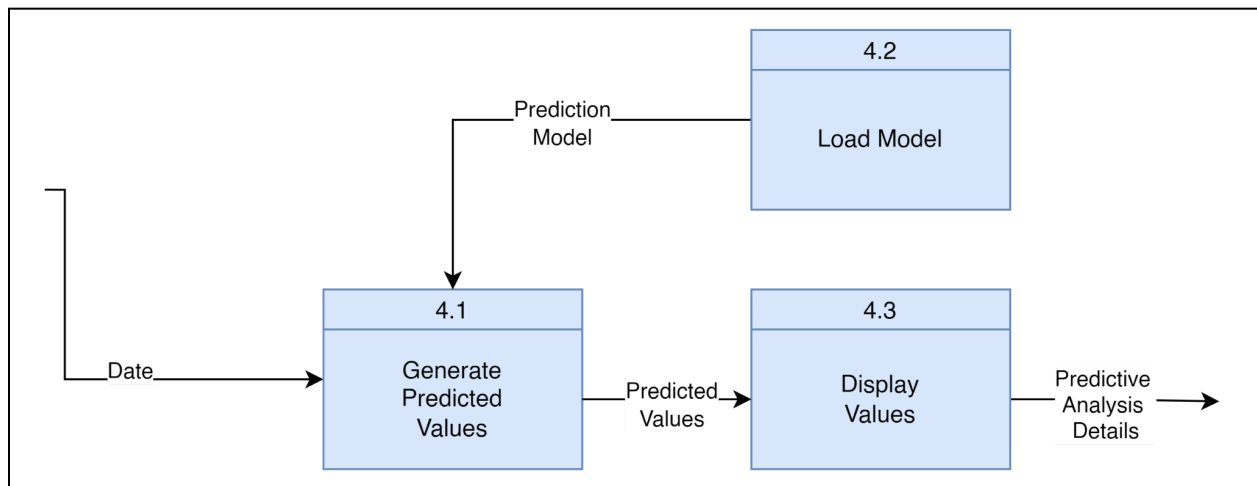 4.2
Load Model
Prediction
Model
4.1
Generate
Predicted
Values
Date
Predicted
Values
4.3
Display
Values
Predictive
Analysis
Details